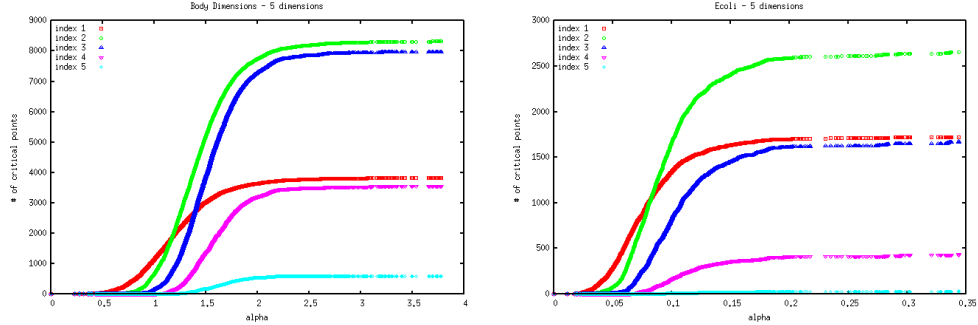 Body Dimensions - 5 dimensions
9000
8000
7000
6000
5000
4000
3000
2000
1000
0
# of critical points
index 1
index 2
index 3
index 4
index 5
0 0.5 1 1.5 2 2.5 3 3.5 4
alpha
Ecoli - 5 dimensions
3000
2500
2000
1500
1000
500
0
# of critical points
index 1
index 2
index 3
index 4
index 5
0 0.05 0.1 0.15 0.2 0.25 0.3 0.35
alpha